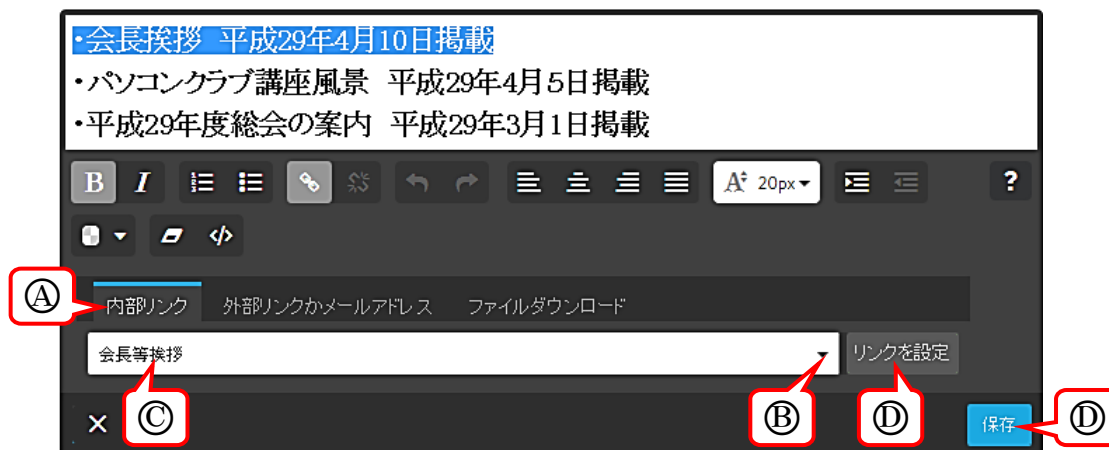 ・会長挨拶 平成29年4月10日掲載
・パソコンクラブ講座風景 平成29年4月5日掲載
・平成29年度総会の案内 平成29年3月1日掲載
B I A 20px ?
</>
Ⓐ 内部リンク 外部リンクかメールアドレス ファイルダウンロード
会長等挨拶 リンクを設定
× Ⓒ Ⓑ Ⓓ 保存 Ⓓ